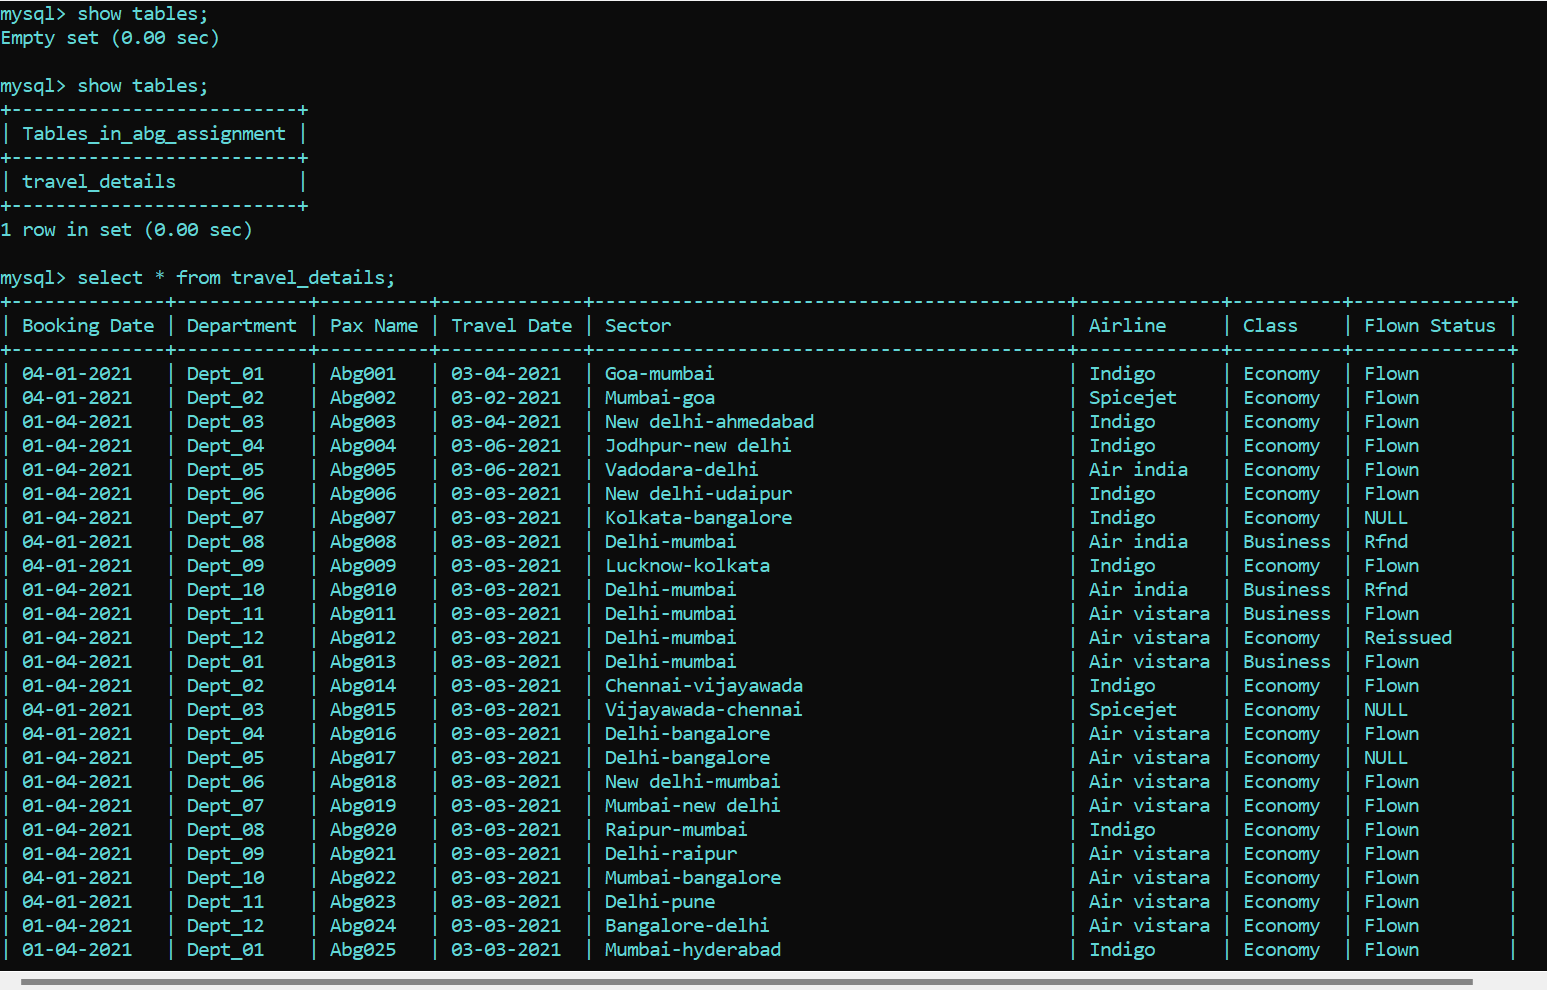 mysql> show tables;
Empty set (0.00 sec)
mysql> show tables;
+--------------------------+
| Tables_in_abg_assignment |
+--------------------------+
| travel_details           |
+--------------------------+
1 row in set (0.00 sec)
mysql> select * from travel_details;
+--------------+------------+----------+-------------+-------------------------------------------+-------------+----------+--------------+
| Booking Date | Department | Pax Name | Travel Date | Sector                                    | Airline     | Class    | Flown Status |
+--------------+------------+----------+-------------+-------------------------------------------+-------------+----------+--------------+
| 04-01-2021   | Dept_01    | Abg001   | 03-04-2021  | Goa-mumbai                                | Indigo      | Economy  | Flown        |
| 04-01-2021   | Dept_02    | Abg002   | 03-02-2021  | Mumbai-goa                                | Spicejet    | Economy  | Flown        |
| 01-04-2021   | Dept_03    | Abg003   | 03-04-2021  | New delhi-ahmedabad                       | Indigo      | Economy  | Flown        |
| 01-04-2021   | Dept_04    | Abg004   | 03-06-2021  | Jodhpur-new delhi                         | Indigo      | Economy  | Flown        |
| 01-04-2021   | Dept_05    | Abg005   | 03-06-2021  | Vadodara-delhi                            | Air india   | Economy  | Flown        |
| 01-04-2021   | Dept_06    | Abg006   | 03-03-2021  | New delhi-udaipur                         | Indigo      | Economy  | Flown        |
| 01-04-2021   | Dept_07    | Abg007   | 03-03-2021  | Kolkata-bangalore                         | Indigo      | Economy  | NULL         |
| 04-01-2021   | Dept_08    | Abg008   | 03-03-2021  | Delhi-mumbai                              | Air india   | Business | Rfnd         |
| 04-01-2021   | Dept_09    | Abg009   | 03-03-2021  | Lucknow-kolkata                           | Indigo      | Economy  | Flown        |
| 01-04-2021   | Dept_10    | Abg010   | 03-03-2021  | Delhi-mumbai                              | Air india   | Business | Rfnd         |
| 01-04-2021   | Dept_11    | Abg011   | 03-03-2021  | Delhi-mumbai                              | Air vistara | Business | Flown        |
| 01-04-2021   | Dept_12    | Abg012   | 03-03-2021  | Delhi-mumbai                              | Air vistara | Economy  | Reissued     |
| 01-04-2021   | Dept_01    | Abg013   | 03-03-2021  | Delhi-mumbai                              | Air vistara | Business | Flown        |
| 01-04-2021   | Dept_02    | Abg014   | 03-03-2021  | Chennai-vijayawada                        | Indigo      | Economy  | Flown        |
| 04-01-2021   | Dept_03    | Abg015   | 03-03-2021  | Vijayawada-chennai                        | Spicejet    | Economy  | NULL         |
| 01-04-2021   | Dept_04    | Abg016   | 03-03-2021  | Delhi-bangalore                           | Air vistara | Economy  | Flown        |
| 01-04-2021   | Dept_05    | Abg017   | 03-03-2021  | Delhi-bangalore                           | Air vistara | Economy  | NULL         |
| 01-04-2021   | Dept_06    | Abg018   | 03-03-2021  | New delhi-mumbai                          | Air vistara | Economy  | Flown        |
| 01-04-2021   | Dept_07    | Abg019   | 03-03-2021  | Mumbai-new delhi                          | Air vistara | Economy  | Flown        |
| 01-04-2021   | Dept_08    | Abg020   | 03-03-2021  | Raipur-mumbai                             | Indigo      | Economy  | Flown        |
| 01-04-2021   | Dept_09    | Abg021   | 03-03-2021  | Delhi-raipur                              | Air vistara | Economy  | Flown        |
| 04-01-2021   | Dept_10    | Abg022   | 03-03-2021  | Mumbai-bangalore                          | Air vistara | Economy  | Flown        |
| 04-01-2021   | Dept_11    | Abg023   | 03-03-2021  | Delhi-pune                                | Air vistara | Economy  | Flown        |
| 01-04-2021   | Dept_12    | Abg024   | 03-03-2021  | Bangalore-delhi                           | Air vistara | Economy  | Flown        |
| 01-04-2021   | Dept_01    | Abg025   | 03-03-2021  | Mumbai-hyderabad                          | Indigo      | Economy  | Flown        |